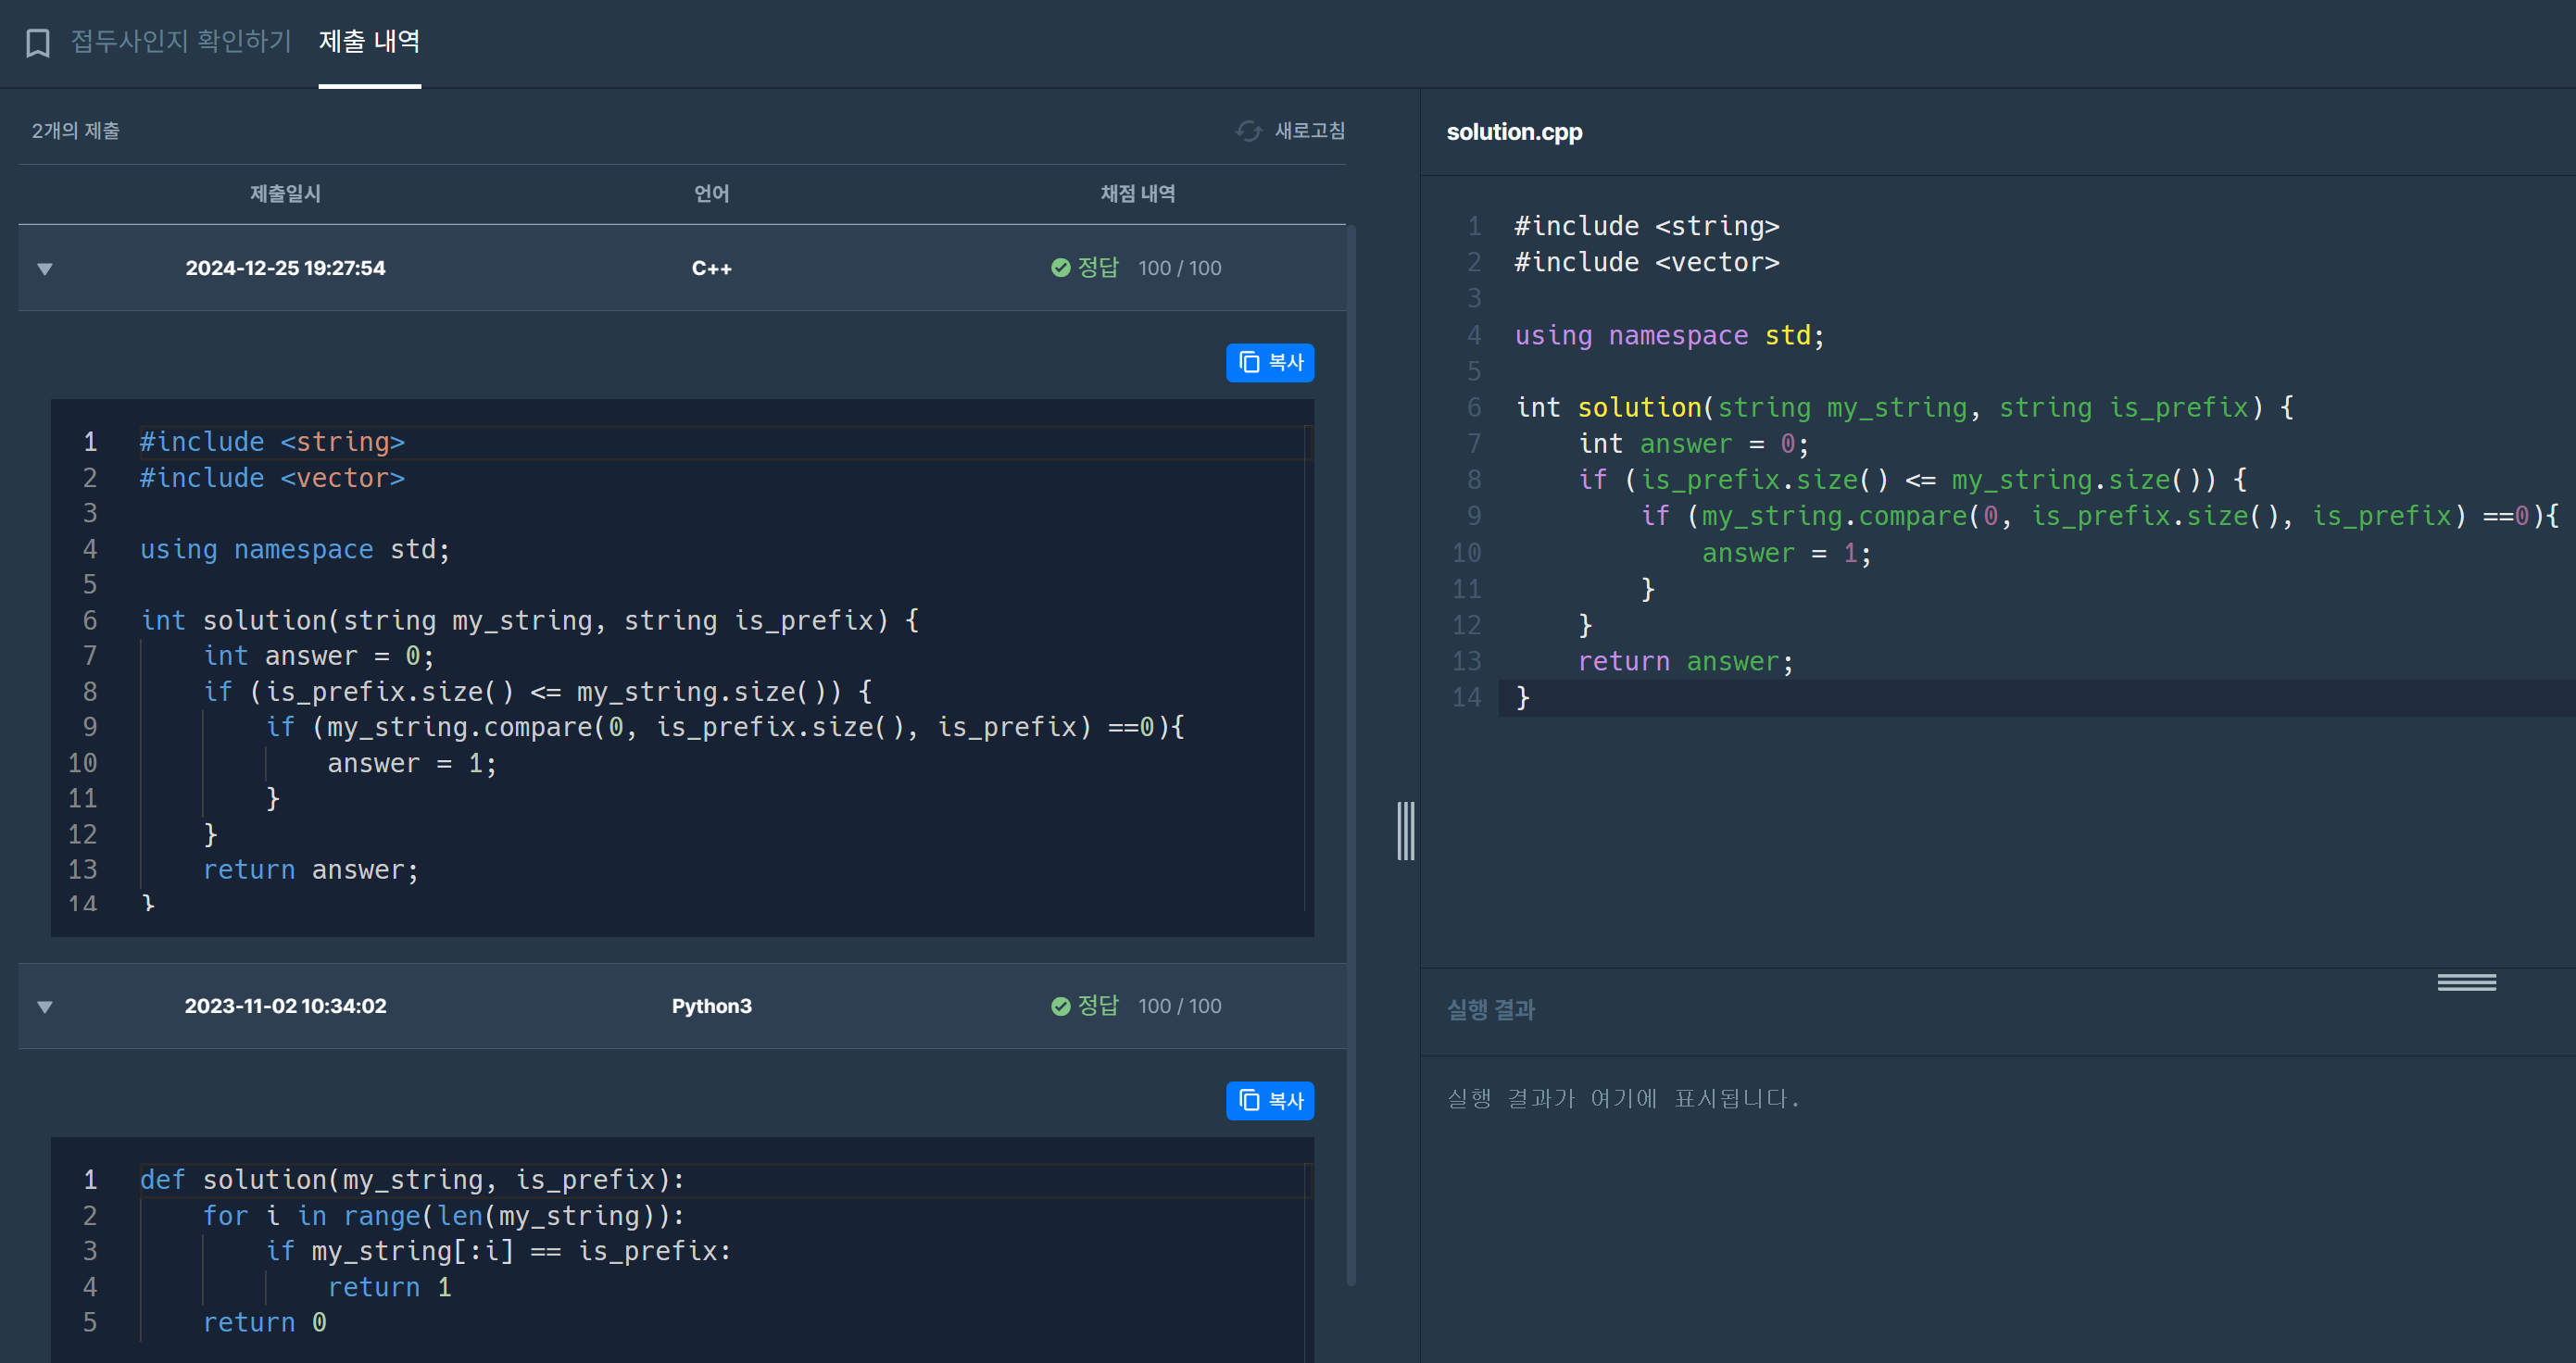 접두사인지 확인하기 제출 내역
2개의 제출 새로고침
제출일시 언어 채점 내역
2024-12-25 19:27:54 C++ 정답 100 / 100
복사
1 #include <string>
2 #include <vector>
3
4 using namespace std;
5
6 int solution(string my_string, string is_prefix) {
7     int answer = 0;
8     if (is_prefix.size() <= my_string.size()) {
9         if (my_string.compare(0, is_prefix.size(), is_prefix) ==0){
10             answer = 1;
11         }
12     }
13     return answer;
14 }
2023-11-02 10:34:02 Python3 정답 100 / 100
복사
1 def solution(my_string, is_prefix):
2     for i in range(len(my_string)):
3         if my_string[:i] == is_prefix:
4             return 1
5     return 0
solution.cpp
1 #include <string>
2 #include <vector>
3
4 using namespace std;
5
6 int solution(string my_string, string is_prefix) {
7     int answer = 0;
8     if (is_prefix.size() <= my_string.size()) {
9         if (my_string.compare(0, is_prefix.size(), is_prefix) ==0){
10             answer = 1;
11         }
12     }
13     return answer;
14 }
실행 결과
실행 결과가 여기에 표시됩니다.